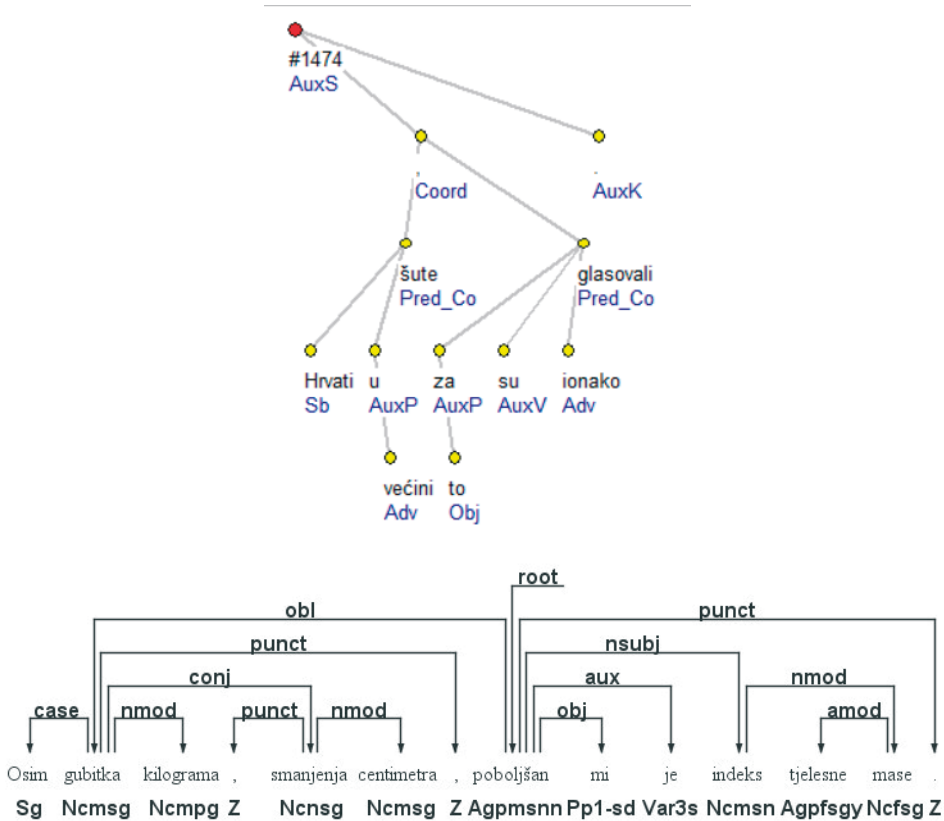 #1474
AuxS
, .
Coord AuxK
šute glasovali
Pred_Co Pred_Co
Hrvati u za su ionako
Sb AuxP AuxP AuxV Adv
većini to
Adv Obj
root
obl punct
punct nsubj
conj aux nmod
case nmod punct nmod obj amod
Osim gubitka kilograma , smanjenja centimetra , poboljšan mi je indeks tjelesne mase .
Sg Ncmsg Ncmpg Z Ncnsg Ncmsg Z Agpmsnn Pp1-sd Var3s Ncmsn Agpfsgy Ncfsg Z